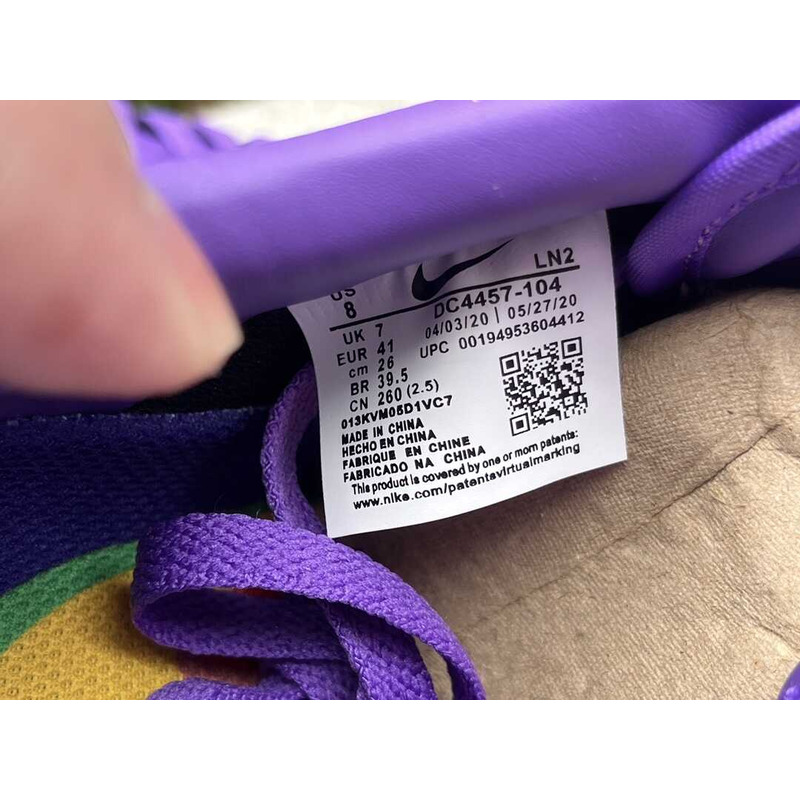 LN2
US
8
DC4457-104
UK 7
04/03/20 | 05/27/20
EUR 41
UPC 00194953604412
cm 26
BR 39.5
CN 260 (2.5)
013KVM05D1VC7
MADE IN CHINA
HECHO EN CHINA
FABRIQUE EN CHINE
FABRICADO NA CHINA
This product is covered by one or mom patents:
www.nike.com/patentsvirtualmarking